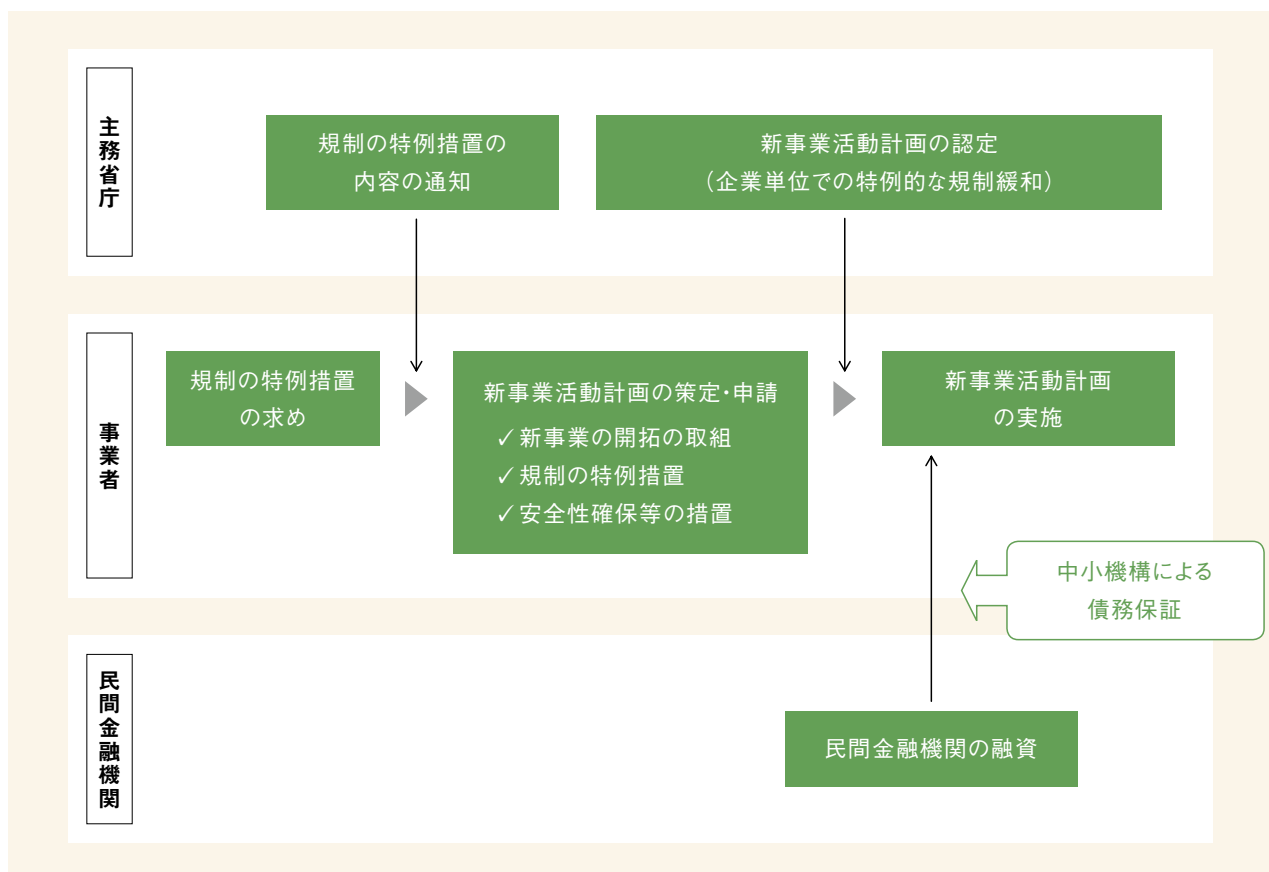 主務省庁
規制の特例措置の
内容の通知
新事業活動計画の認定
（企業単位での特例的な規制緩和）
事業者
規制の特例措置
の求め
新事業活動計画の策定・申請
✓新事業の開拓の取組
✓規制の特例措置
✓安全性確保等の措置
新事業活動計画
の実施
中小機構による
債務保証
民間金融機関
民間金融機関の融資